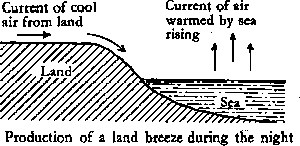 Current of cool
air from land
Current of air
warmed by sea
rising
Land
Sea
Production of a land breeze during the night